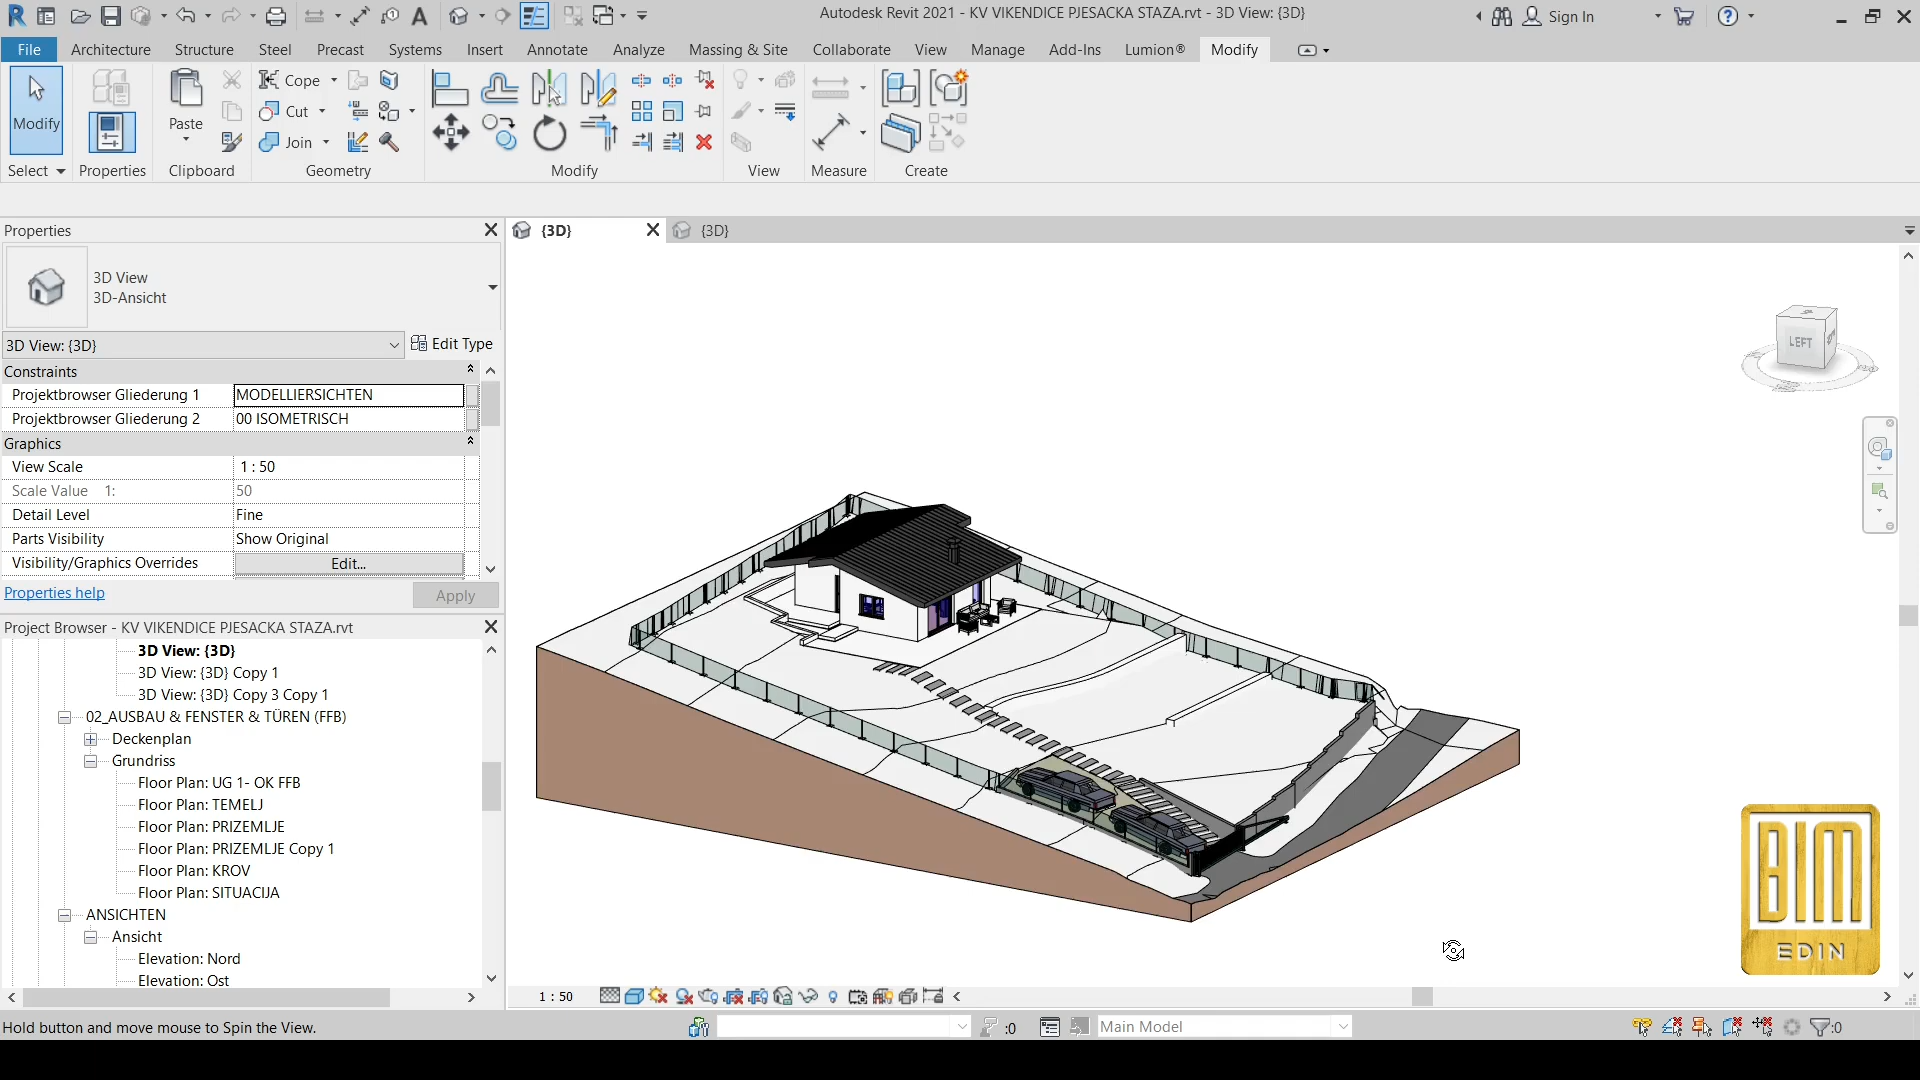 Autodesk Revit 2021 - KV VIKENDICE PJESACKA STAZA.rvt - 3D View: {3D}
Sign In
File Architecture Structure Steel Precast Systems Insert Annotate Analyze Massing & Site Collaborate View Manage Add-Ins Lumion® Modify
Modify
Paste
Cope
Cut
Join
Select Properties Clipboard Geometry Modify View Measure Create
Properties
{3D}
{3D}
3D View
3D-Ansicht
3D View: {3D}
Edit Type
Constraints
Projektbrowser Gliederung 1 MODELLIERSICHTEN
Projektbrowser Gliederung 2 00 ISOMETRISCH
Graphics
View Scale 1 : 50
Scale Value 1: 50
Detail Level Fine
Parts Visibility Show Original
Visibility/Graphics Overrides Edit...
Properties help
Apply
Project Browser - KV VIKENDICE PJESACKA STAZA.rvt
3D View: {3D}
3D View: {3D} Copy 1
3D View: {3D} Copy 3 Copy 1
02_AUSBAU & FENSTER & TÜREN (FFB)
Deckenplan
Grundriss
Floor Plan: UG 1- OK FFB
Floor Plan: TEMELJ
Floor Plan: PRIZEMLJE
Floor Plan: PRIZEMLJE Copy 1
Floor Plan: KROV
Floor Plan: SITUACIJA
ANSICHTEN
Ansicht
Elevation: Nord
Elevation: Ost
LEFT
BIM
EDIN
1 : 50
Hold button and move mouse to Spin the View.
:0
Main Model
:0